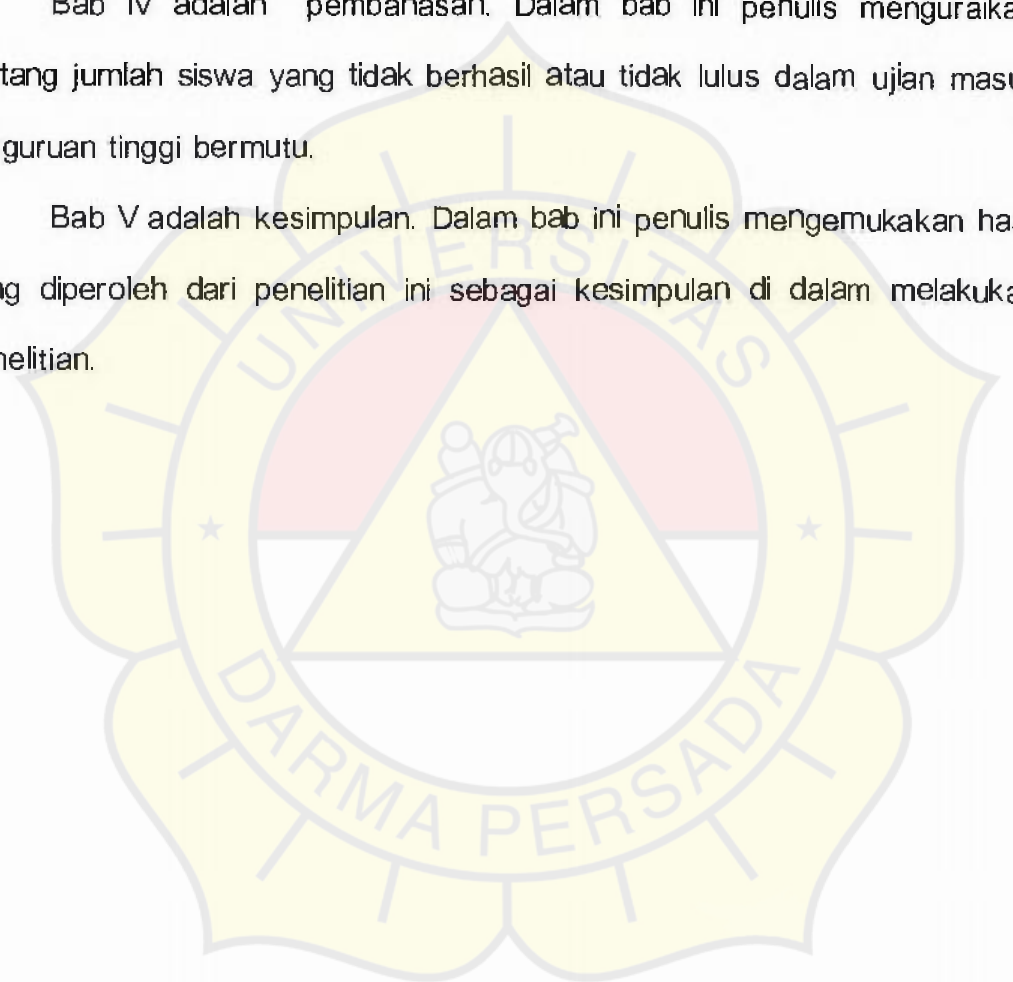 Bab IV adalah pembahasan. Dalam bab ini penulis menguraika
tang jumlah siswa yang tidak berhasil atau tidak lulus dalam ujian masu
guruan tinggi bermutu.
Bab V adalah kesimpulan. Dalam bab ini penulis mengemukakan has
g diperoleh dari penelitian ini sebagai kesimpulan di dalam melakuka
nelitian.
UNIVERSITAS
DARMA PERSADA